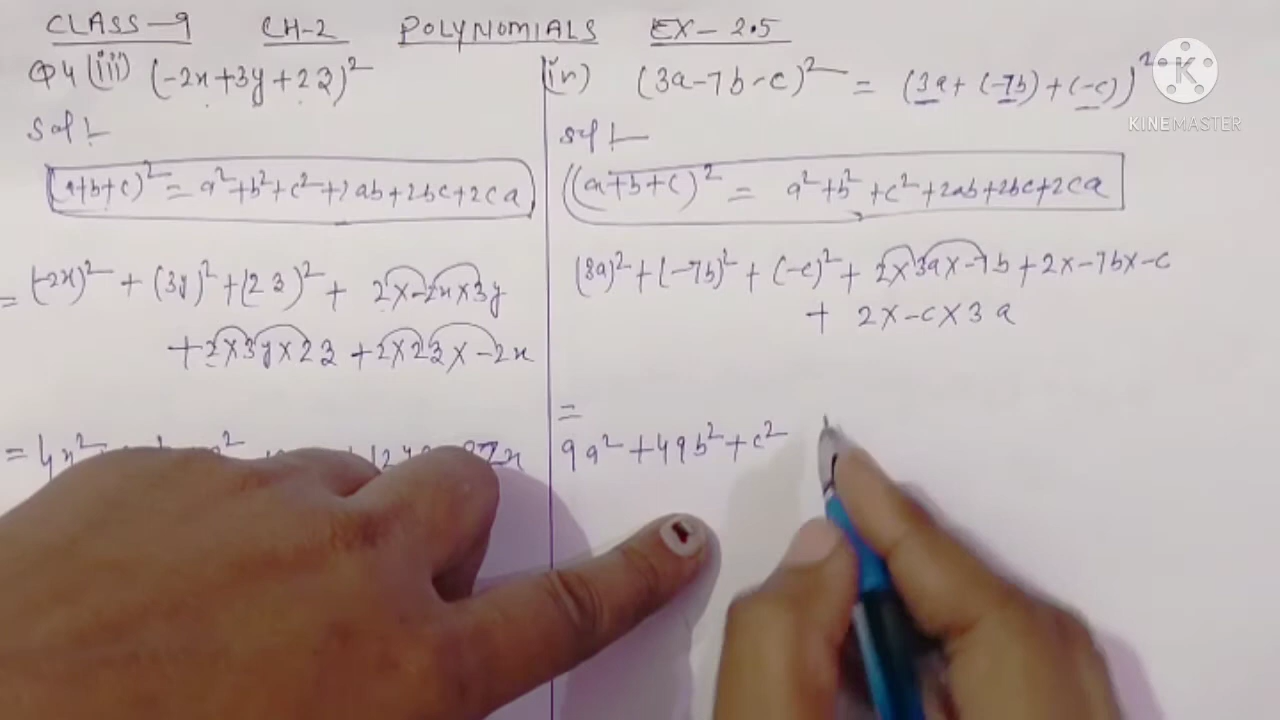 CLASS-9 CH-2 POLYNOMIALS EX-2.5
Q4 (iii) (-2x+3y+2z)²
Sol:-
(a+b+c)² = a²+b²+c²+2ab+2bc+2ca
= (-2x)² + (3y)² + (2z)² + 2×-2x×3y
+2×3y×2z +2×2z×-2x
= 4x²
(iv) (3a-7b-c)² = (3a+(-7b)+(-c))²
Sol:-
(a+b+c)² = a²+b²+c²+2ab+2bc+2ca
(3a)² + (-7b)² + (-c)² + 2×3a×-7b + 2×-7b×-c
+ 2×-c×3a
=
9a² + 49b² + c²
K
KINEMASTER